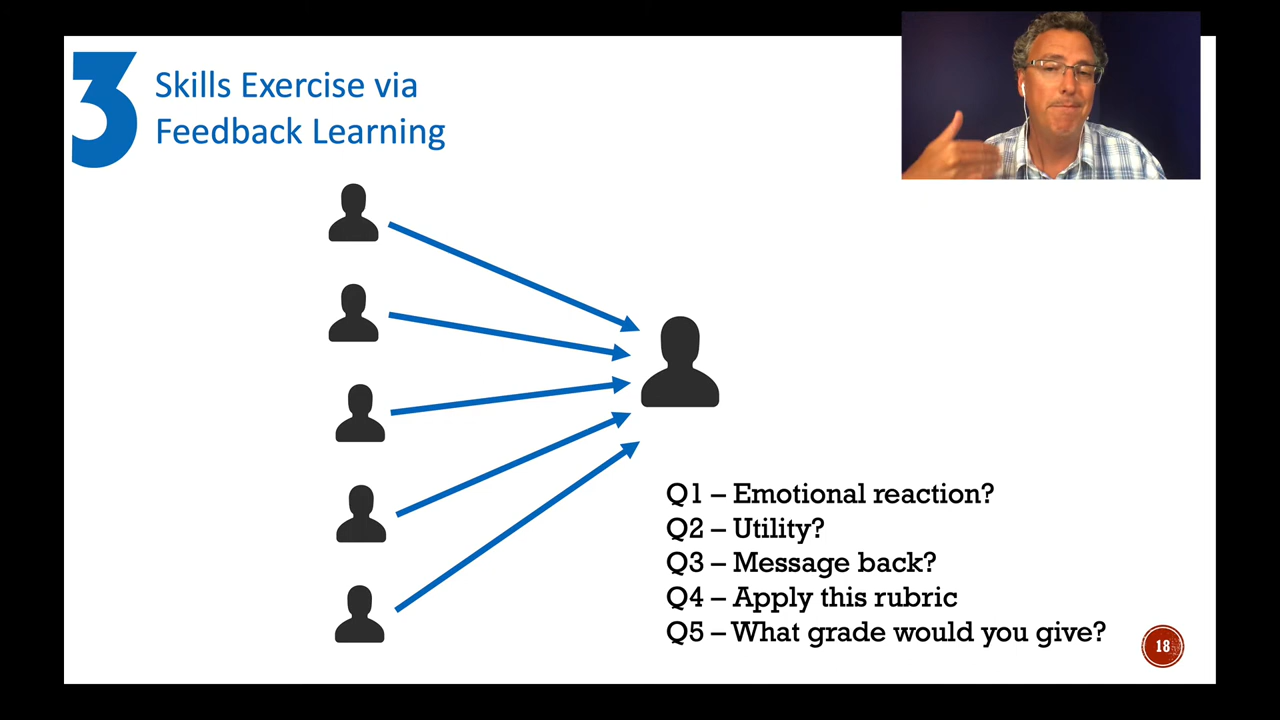 3
Skills Exercise via
Feedback Learning
Q1 – Emotional reaction?
Q2 – Utility?
Q3 – Message back?
Q4 – Apply this rubric
Q5 – What grade would you give?
18